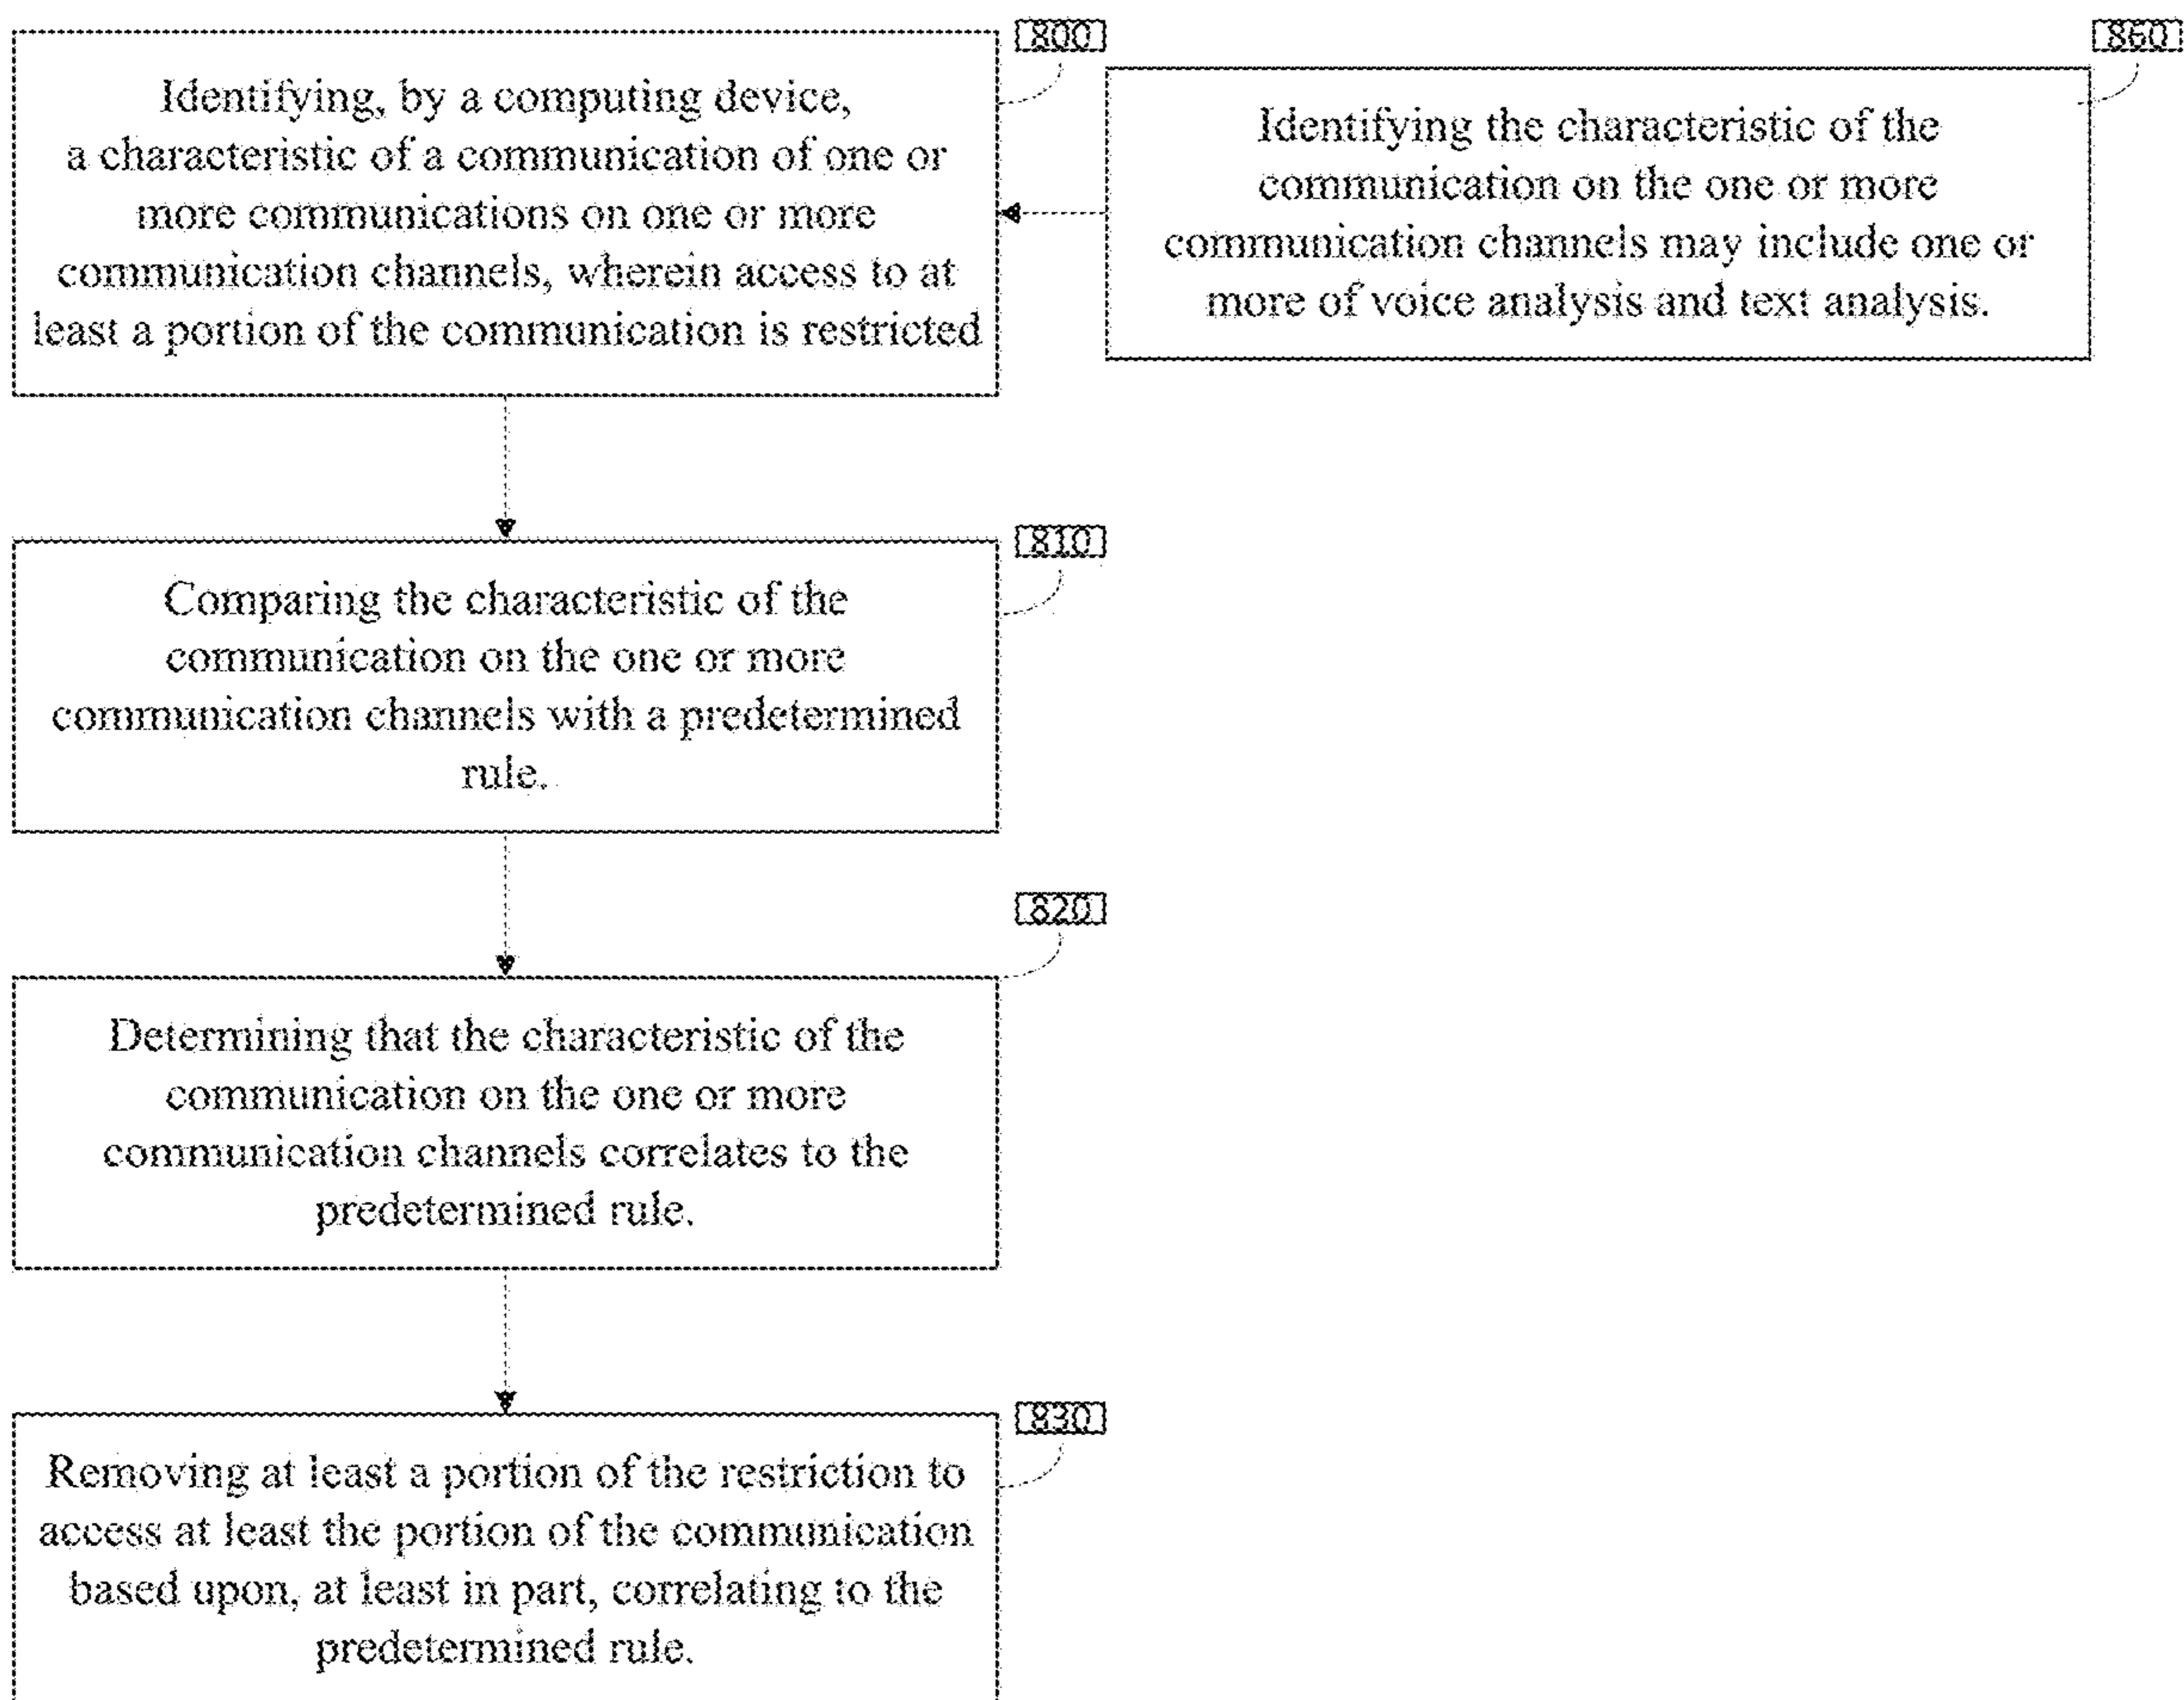 800
Identifying, by a computing device,
a characteristic of a communication of one or
more communications on one or more
communication channels, wherein access to at
least a portion of the communication is restricted
860
Identifying the characteristic of the
communication on the one or more
communication channels may include one or
more of voice analysis and text analysis.
810
Comparing the characteristic of the
communication on the one or more
communication channels with a predetermined
rule.
820
Determining that the characteristic of the
communication on the one or more
communication channels correlates to the
predetermined rule.
830
Removing at least a portion of the restriction to
access at least the portion of the communication
based upon, at least in part, correlating to the
predetermined rule.